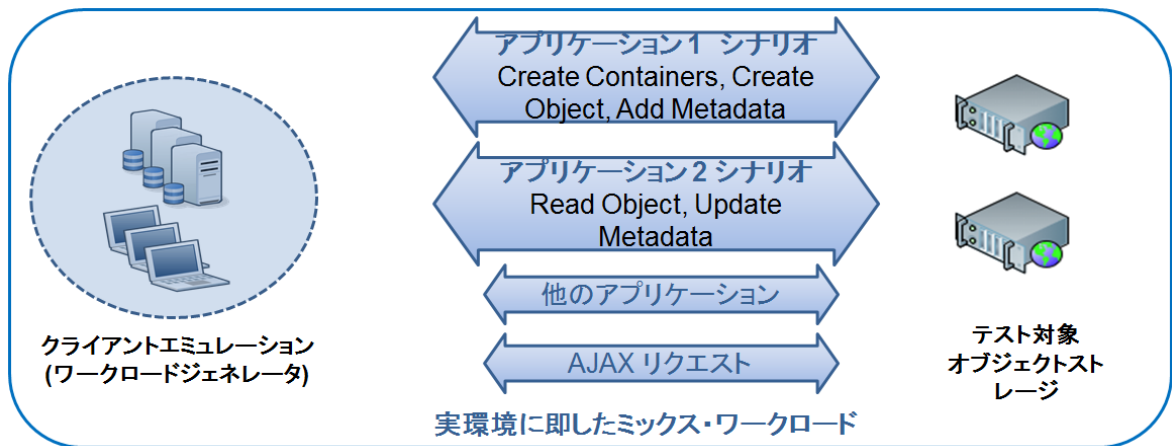 アプリケーション 1 シナリオ
Create Containers, Create
Object, Add Metadata
アプリケーション 2 シナリオ
Read Object, Update
Metadata
他のアプリケーション
AJAX リクエスト
実環境に即したミックス・ワークロード
クライアントエミュレーション
(ワークロードジェネレータ)
テスト対象
オブジェクトスト
レージ